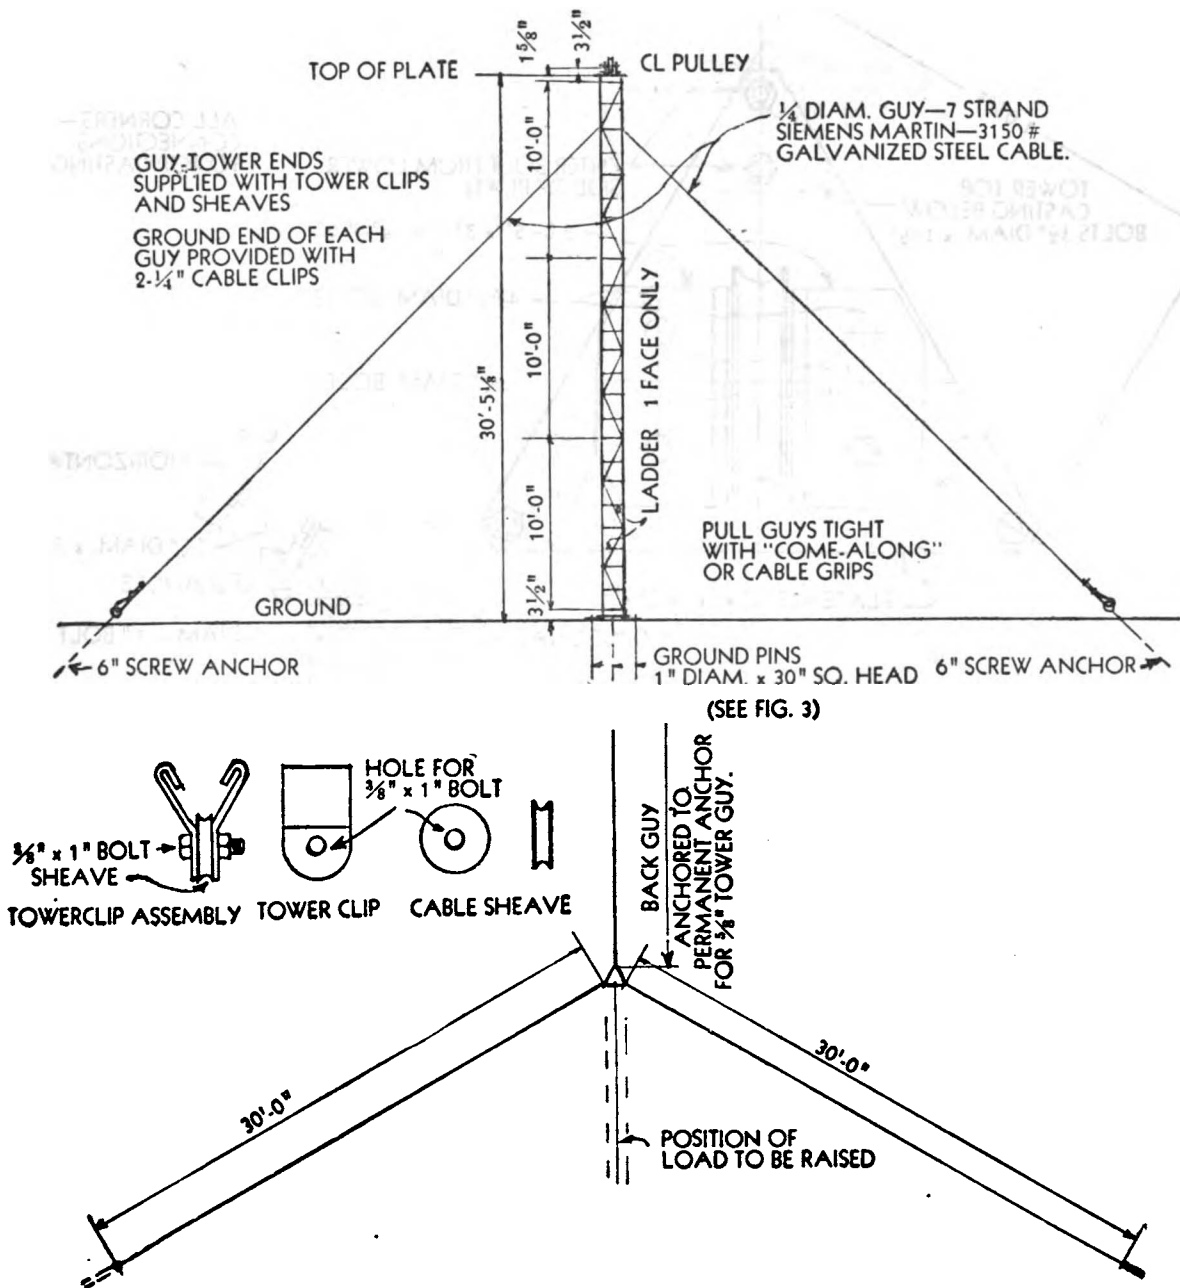 1⅝"
3½"
TOP OF PLATE
CL PULLEY
¼ DIAM. GUY—7 STRAND
SIEMENS MARTIN—3150 #
GALVANIZED STEEL CABLE.
GUY-TOWER ENDS
SUPPLIED WITH TOWER CLIPS
AND SHEAVES
GROUND END OF EACH
GUY PROVIDED WITH
2-¼" CABLE CLIPS
10'-0"
10'-0"
10'-0"
30'-5⅛"
3½"
LADDER 1 FACE ONLY
PULL GUYS TIGHT
WITH "COME-ALONG"
OR CABLE GRIPS
GROUND
6" SCREW ANCHOR
GROUND PINS
1" DIAM. x 30" SQ. HEAD
6" SCREW ANCHOR
(SEE FIG. 3)
HOLE FOR
⅜" x 1" BOLT
⅜" x 1" BOLT
SHEAVE
TOWERCLIP ASSEMBLY
TOWER CLIP
CABLE SHEAVE
BACK GUY
ANCHORED TO
PERMANENT ANCHOR
FOR ⅝" TOWER GUY.
30'-0"
30'-0"
POSITION OF
LOAD TO BE RAISED